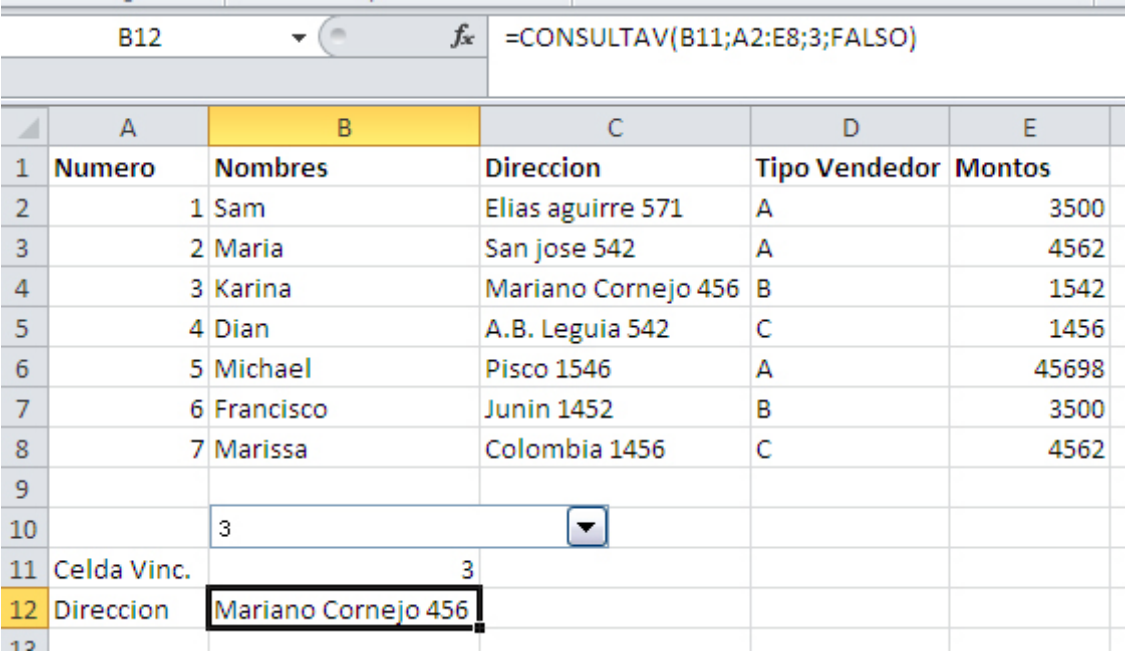 B12 fx =CONSULTAV(B11;A2:E8;3;FALSO)
A B C D E
1 Numero Nombres Direccion Tipo Vendedor Montos
2 1 Sam Elias aguirre 571 A 3500
3 2 Maria San jose 542 A 4562
4 3 Karina Mariano Cornejo 456 B 1542
5 4 Dian A.B. Leguia 542 C 1456
6 5 Michael Pisco 1546 A 45698
7 6 Francisco Junin 1452 B 3500
8 7 Marissa Colombia 1456 C 4562
9
10 3
11 Celda Vinc. 3
12 Direccion Mariano Cornejo 456